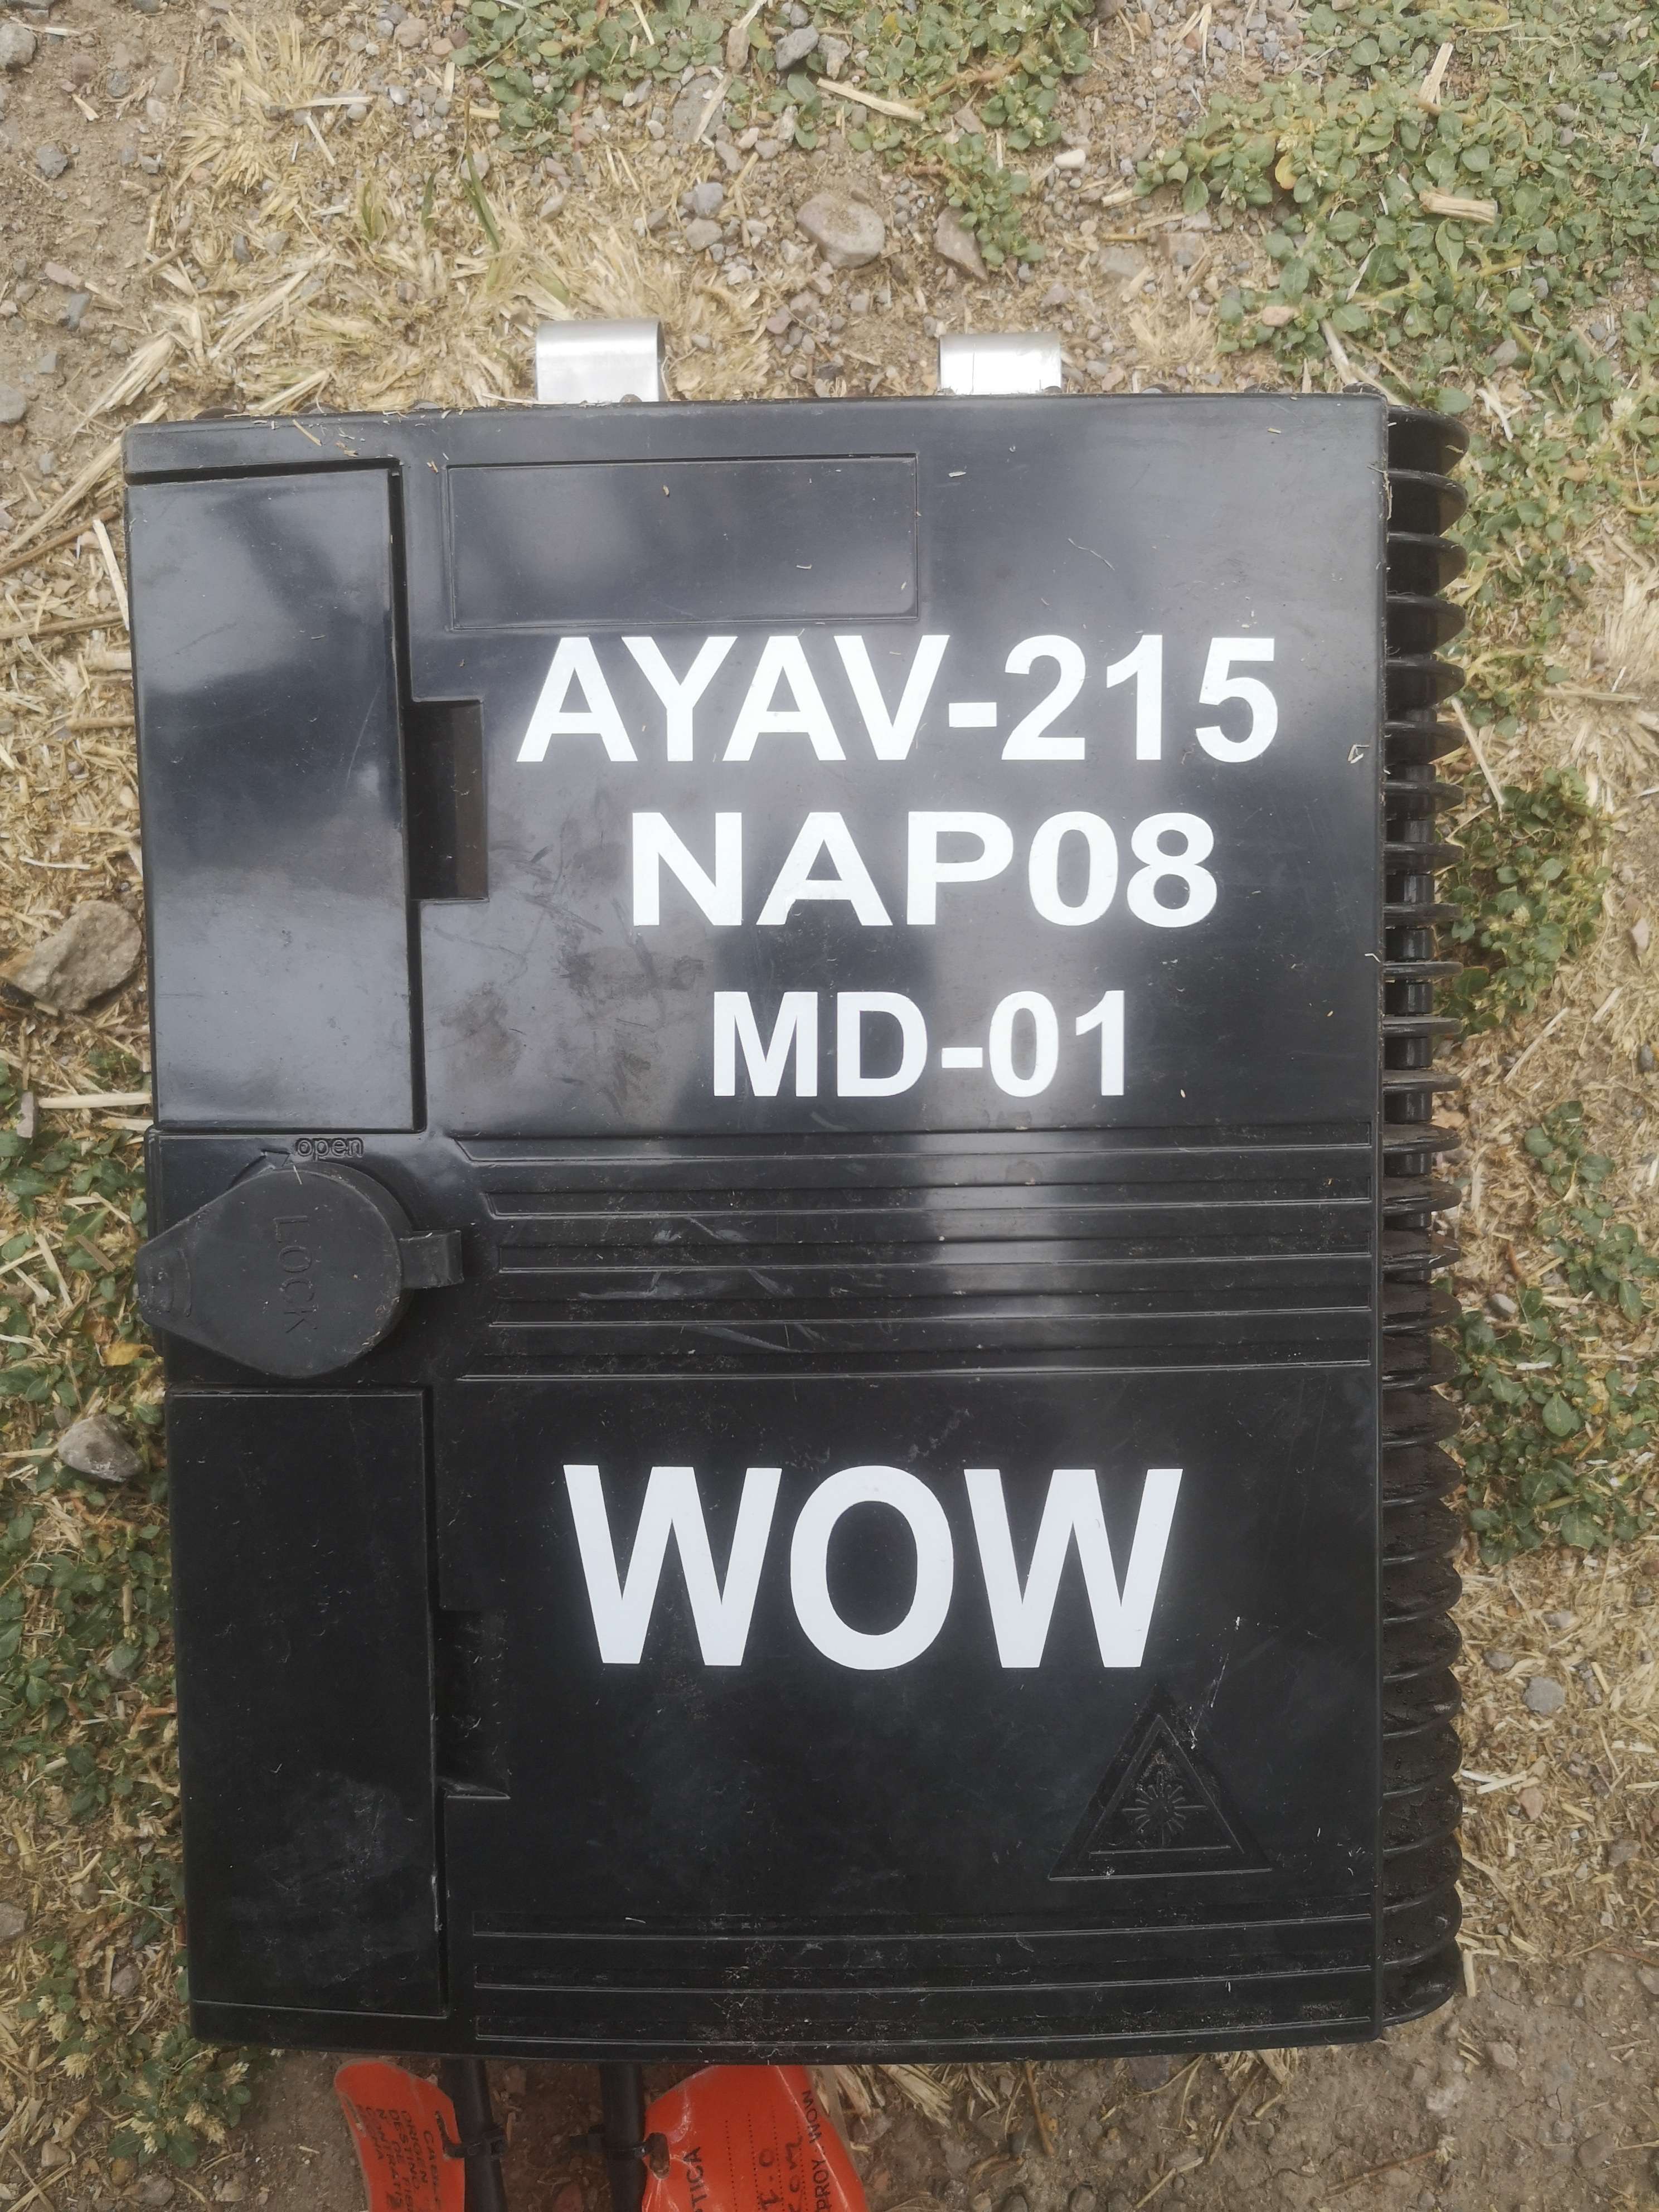 AYAV-215
NAP08
MD-01
open
LOCK
WOW